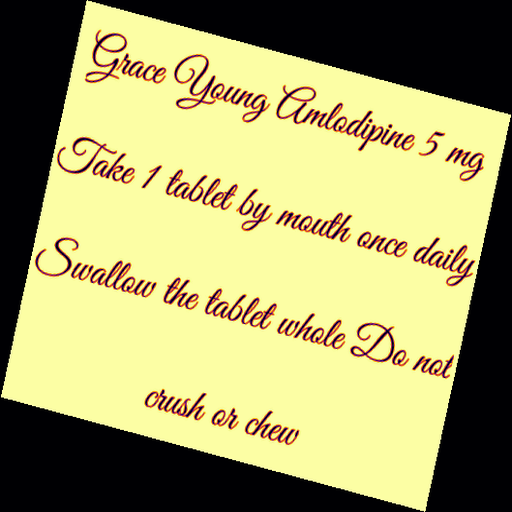 Grace Young Amlodipine 5 mg
Take 1 tablet by mouth once daily
Swallow the tablet whole Do not
crush or chew